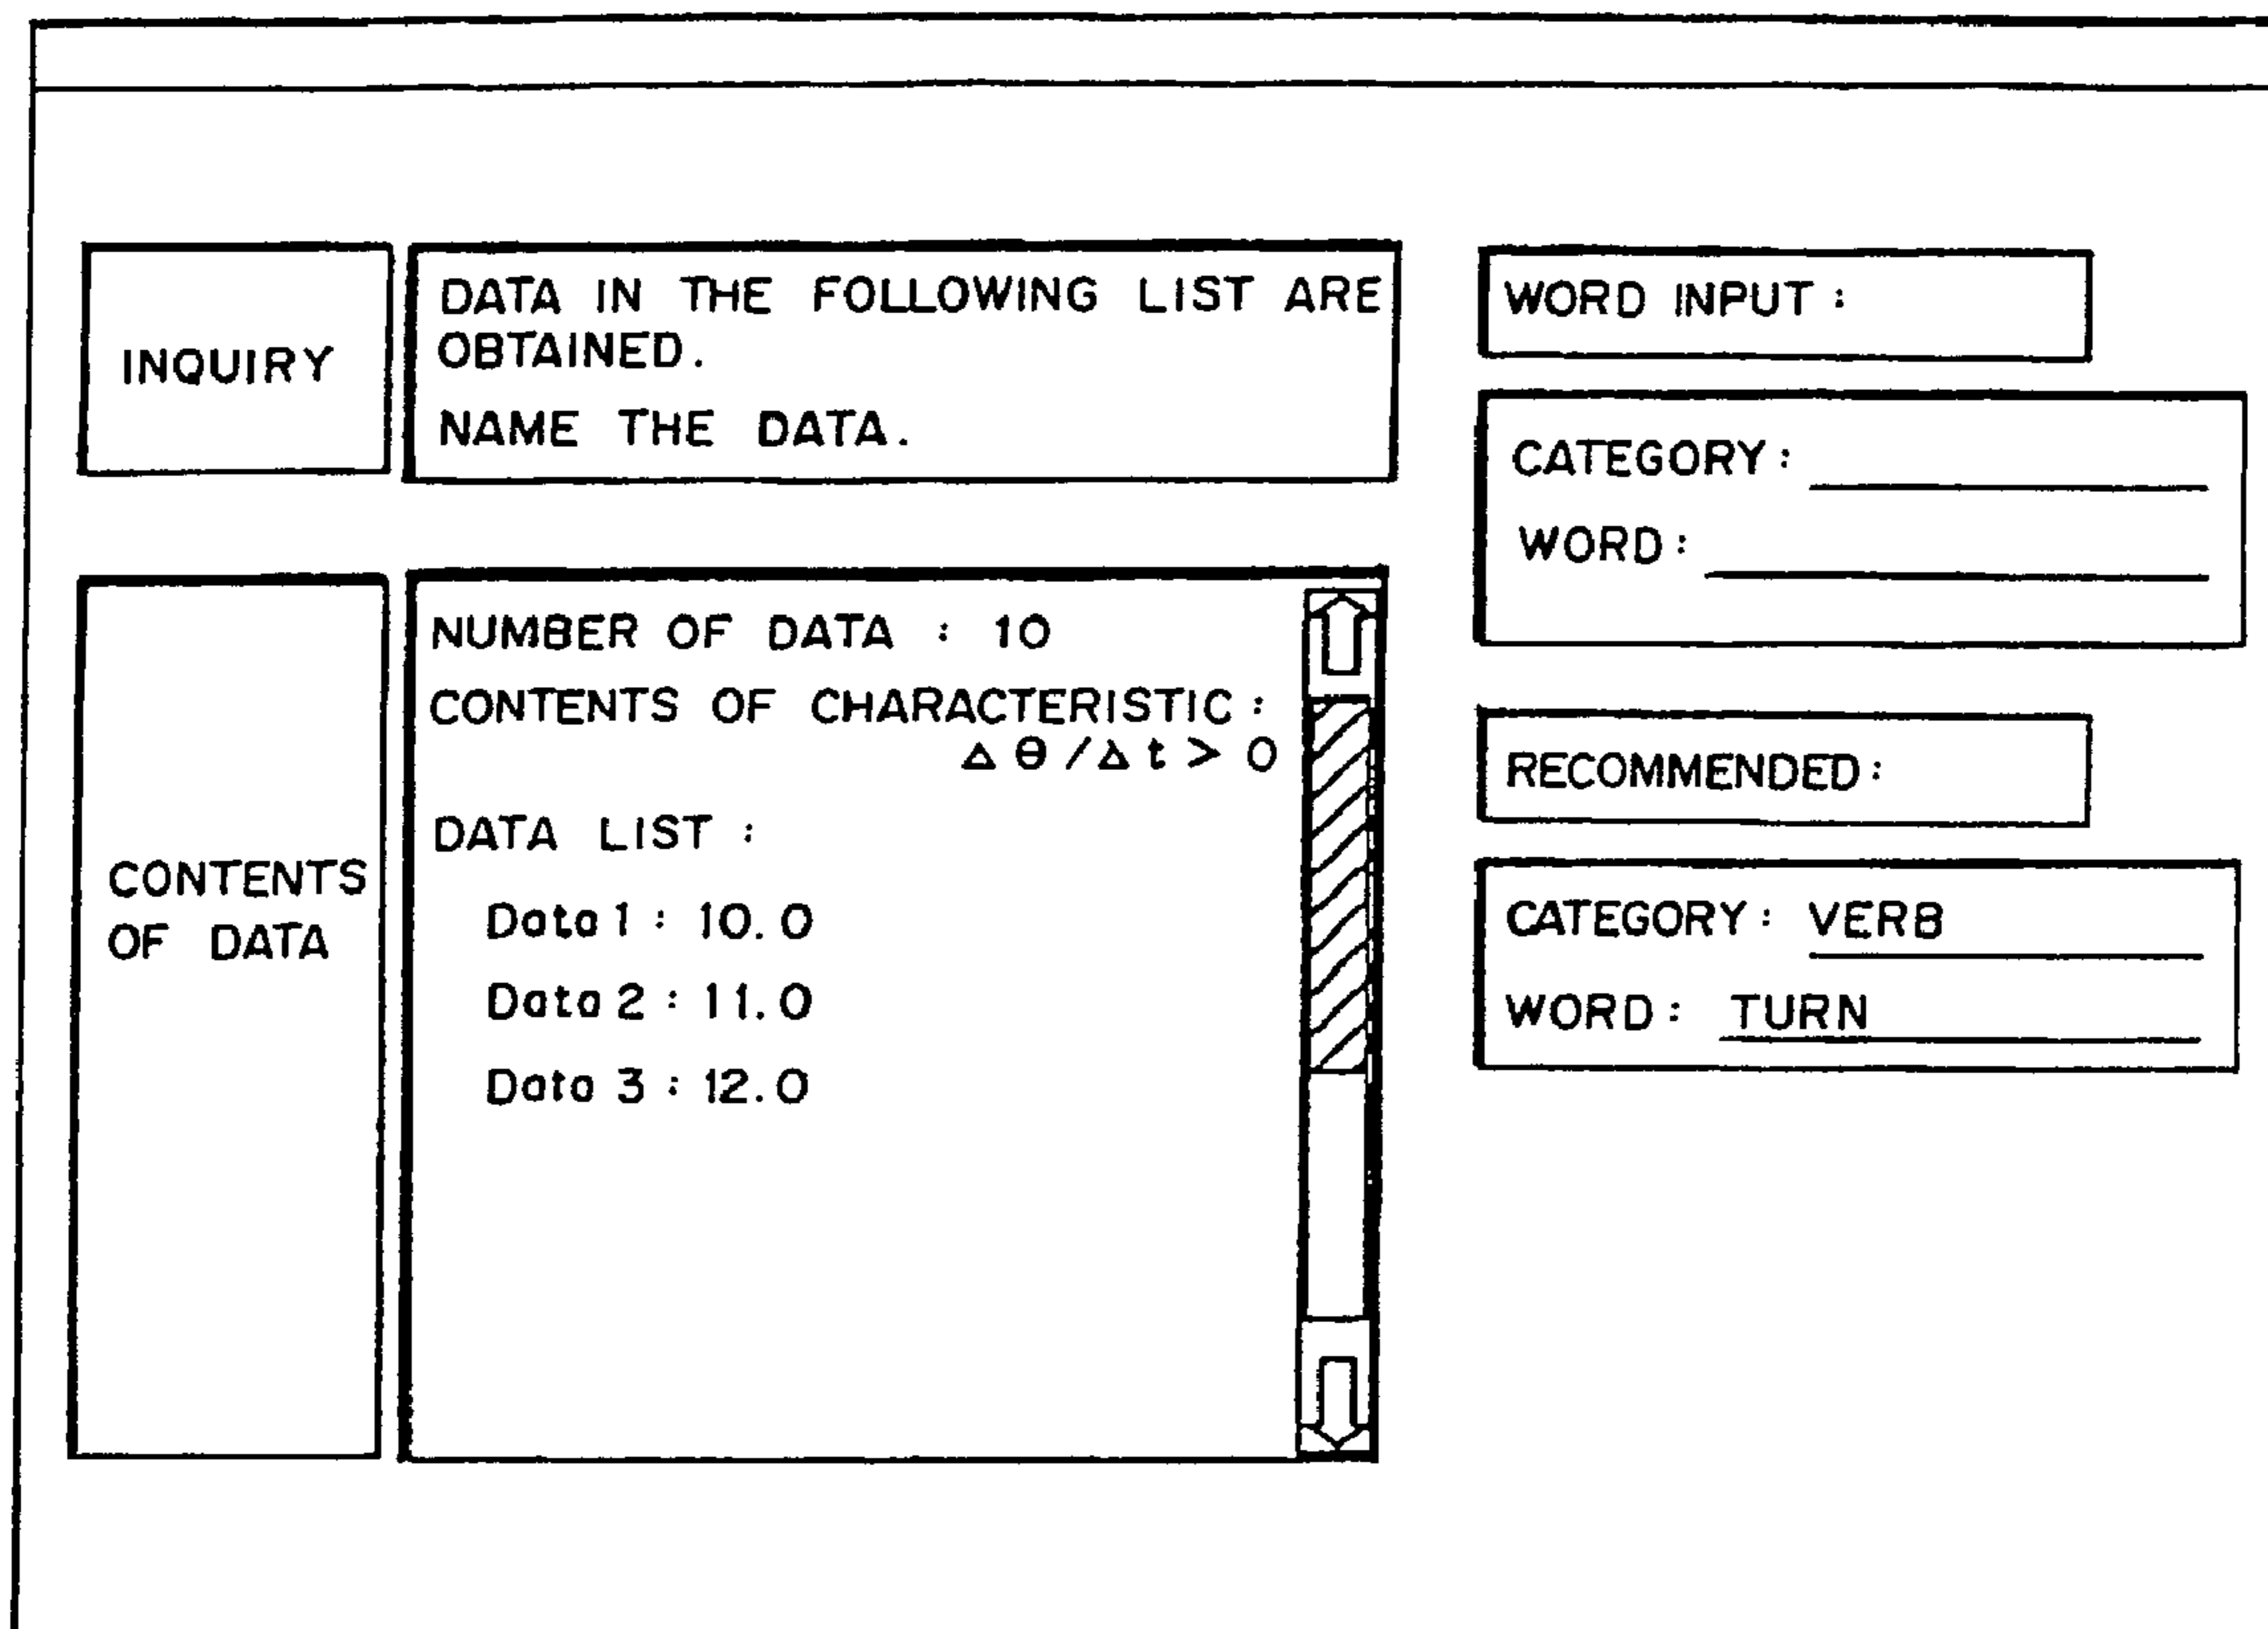 INQUIRY
DATA IN THE FOLLOWING LIST ARE
OBTAINED.
NAME THE DATA.
CONTENTS
OF DATA
NUMBER OF DATA : 10
CONTENTS OF CHARACTERISTIC :
Δ θ / Δ t > 0
DATA LIST :
Data 1 : 10.0
Data 2 : 11.0
Data 3 : 12.0
WORD INPUT :
CATEGORY :
WORD :
RECOMMENDED :
CATEGORY : VERB
WORD : TURN